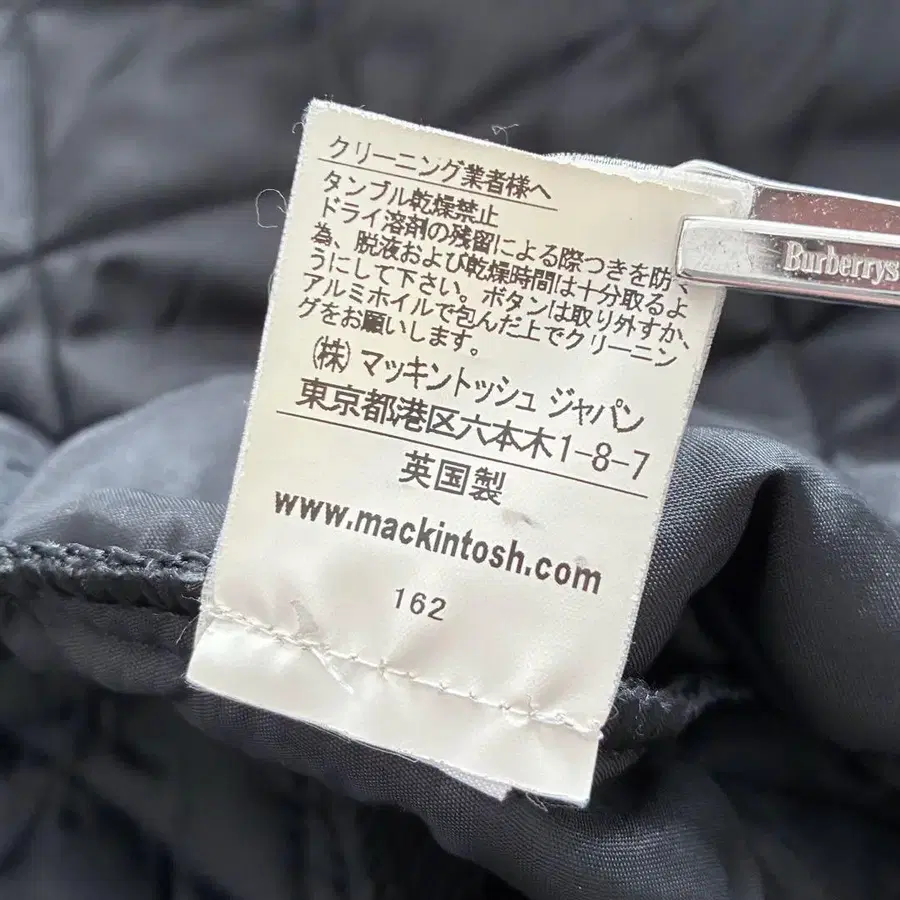 クリーニング業者様へ
タンブル乾燥禁止
ドライ溶剤の残留による際つきを防ぐ
為、脱液および乾燥時間は十分取るよ
うにして下さい。ボタンは取り外すか、
アルミホイルで包んだ上でクリーニン
グをお願いします。
(株) マッキントッシュ ジャパン
東京都港区六本木1-8-7
英国製
www.mackintosh.com
162
Burberrys